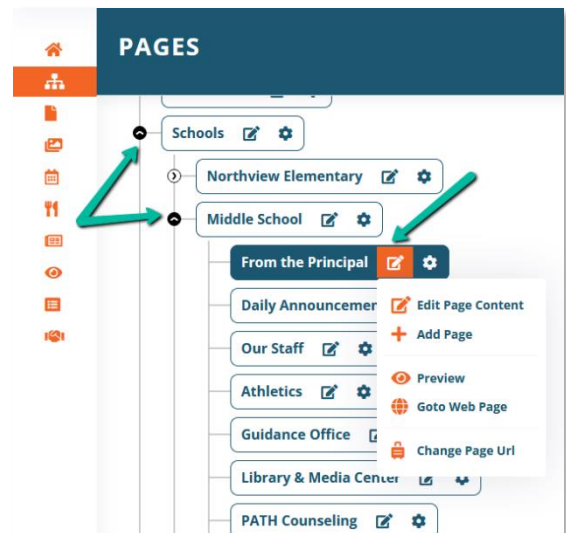 PAGES
Schools
Northview Elementary
Middle School
From the Principal
Edit Page Content
Daily Announcemen
Add Page
Our Staff
Preview
Athletics
Goto Web Page
Guidance Office
Change Page Url
Library & Media Center
PATH Counseling